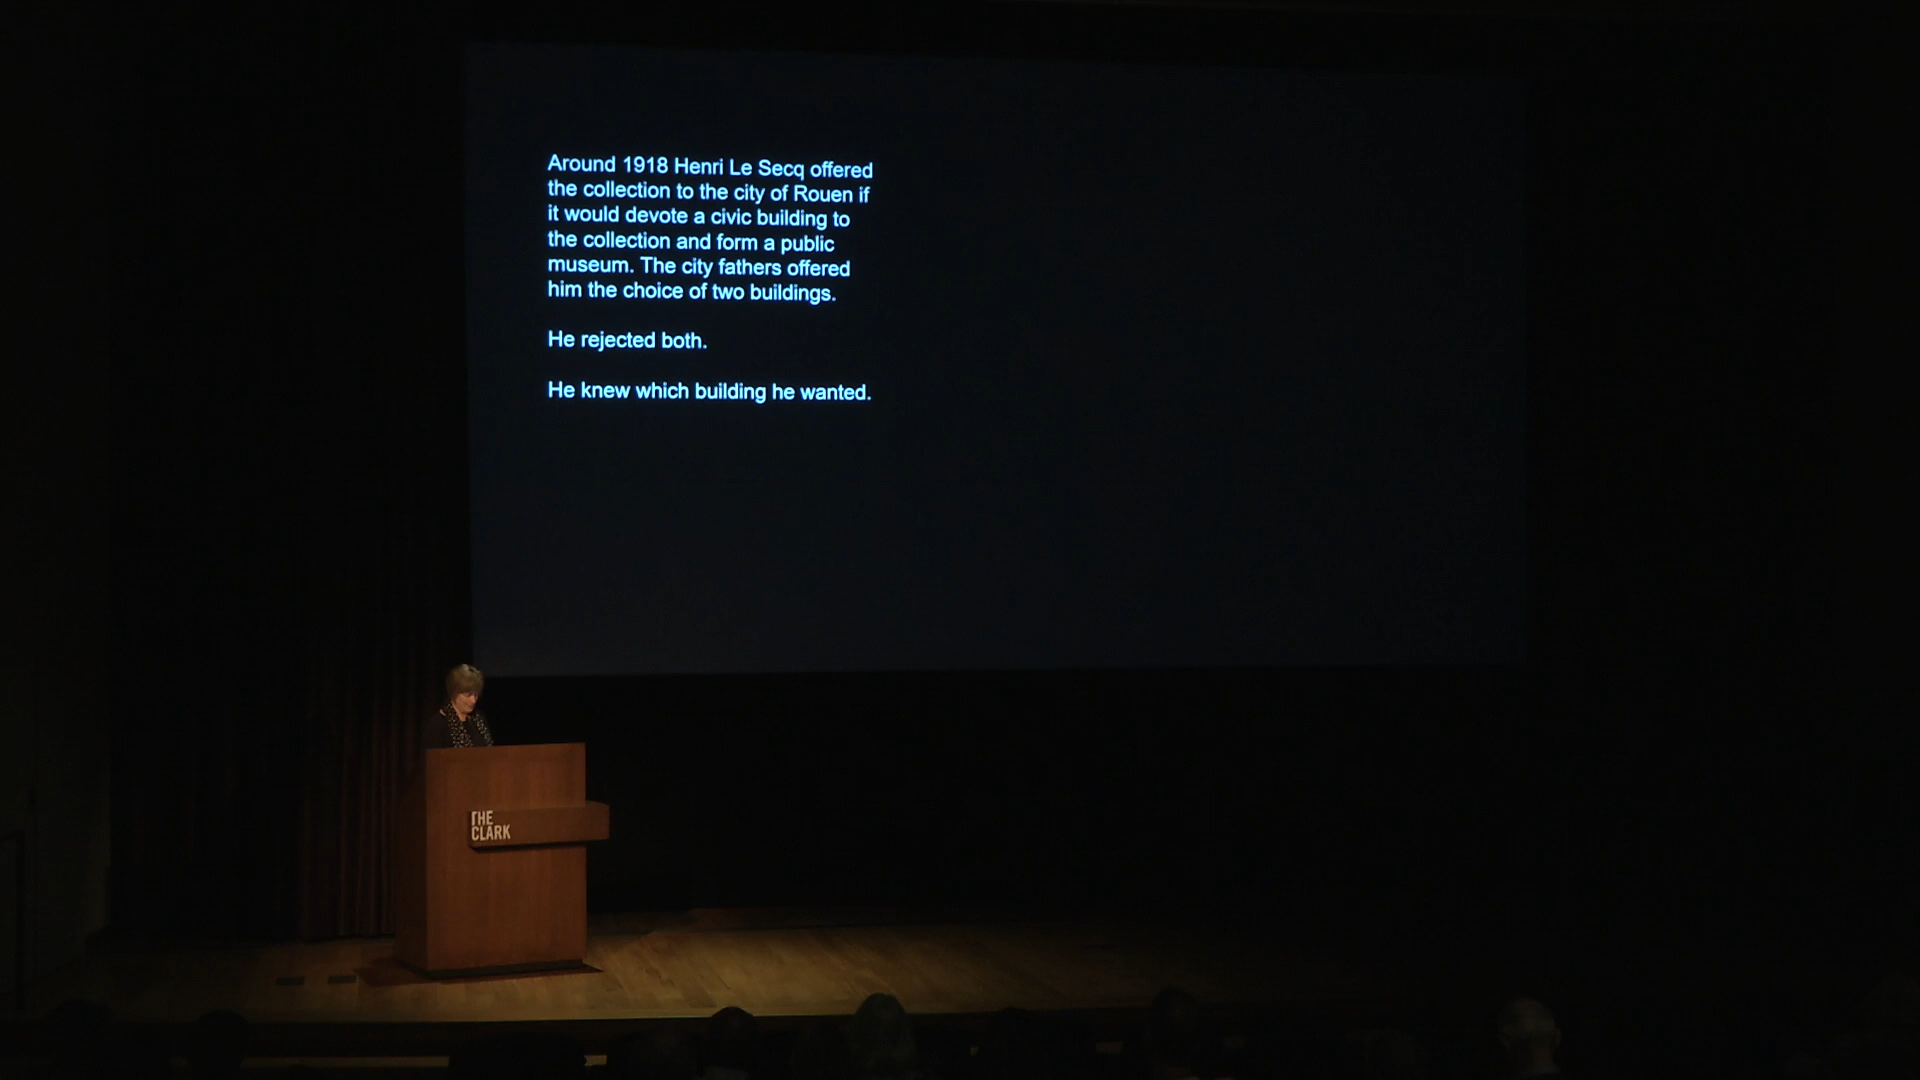 Around 1918 Henri Le Secq offered
the collection to the city of Rouen if
it would devote a civic building to
the collection and form a public
museum. The city fathers offered
him the choice of two buildings.
He rejected both.
He knew which building he wanted.
THE
CLARK